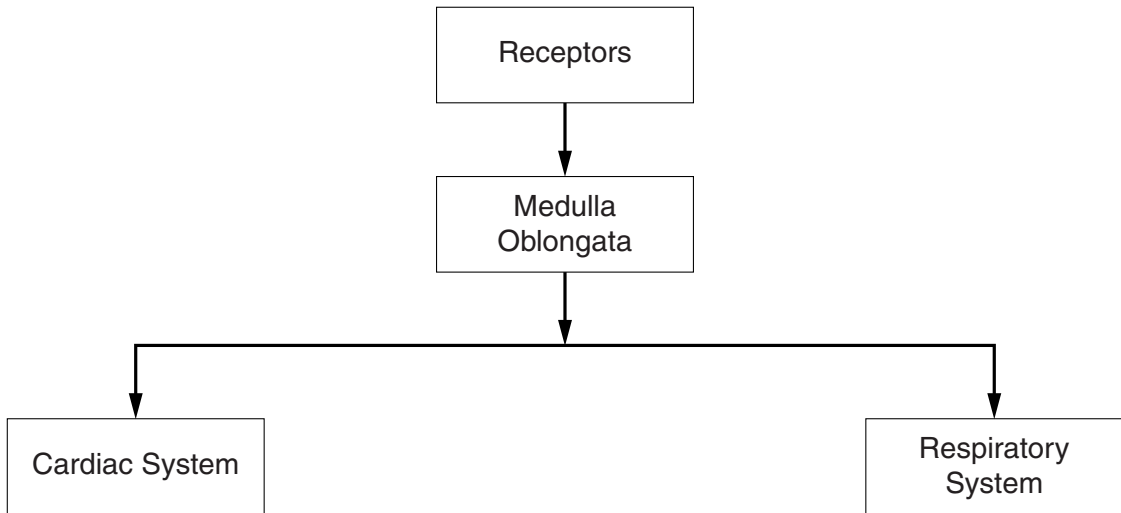 Receptors
Medulla
Oblongata
Cardiac System
Respiratory
System